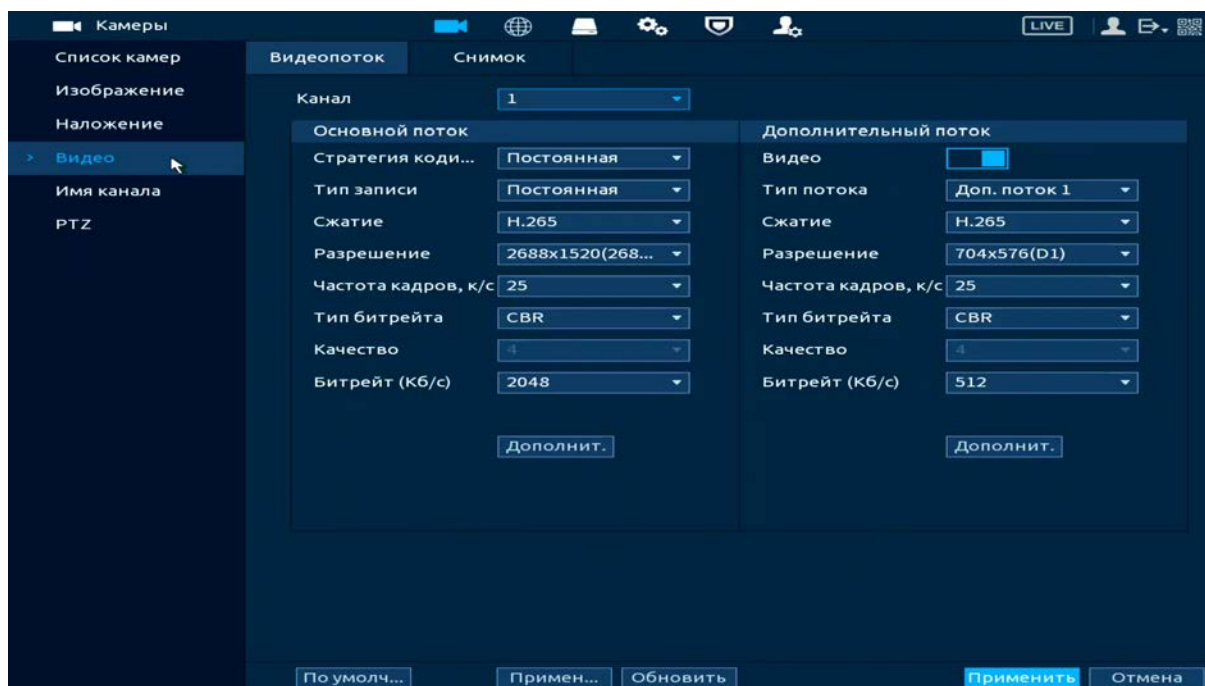 Камеры
LIVE
Список камер
Изображение
Наложение
> Видео
Имя канала
PTZ
Видеопоток Снимок
Канал 1
Основной поток
Стратегия коди... Постоянная
Тип записи Постоянная
Сжатие H.265
Разрешение 2688x1520(268...
Частота кадров, к/с 25
Тип битрейта CBR
Качество 4
Битрейт (Кб/с) 2048
Дополнит.
Дополнительный поток
Видео
Тип потока Доп. поток 1
Сжатие H.265
Разрешение 704x576(D1)
Частота кадров, к/с 25
Тип битрейта CBR
Качество 4
Битрейт (Кб/с) 512
Дополнит.
По умолч... Примен... Обновить Применить Отмена